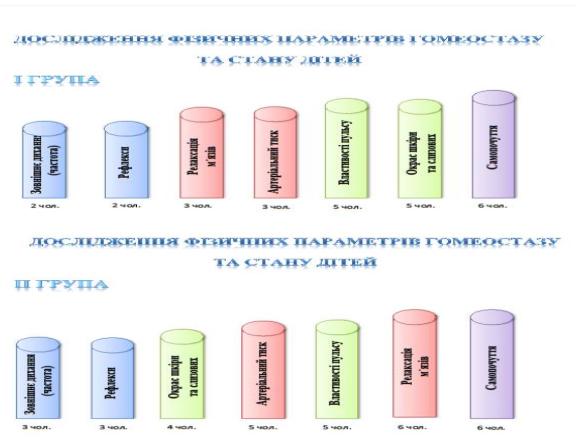 ДОСЛІДЖЕННЯ ФІЗИЧНИХ ПАРАМЕТРІВ ГОМЕОСТАЗУ
ТА СТАНУ ДІТЕЙ
І ГРУПА
Зовнішнє дихання
(частота)
Рефлекси
Релаксація
м'язів
Артеріальний тиск
Властивості пульсу
Окрас шкіри
та слизових
Самопочуття
2 чол.
2 чол.
3 чол.
3 чол.
5 чол.
5 чол.
6 чол.
ДОСЛІДЖЕННЯ ФІЗИЧНИХ ПАРАМЕТРІВ ГОМЕОСТАЗУ
ТА СТАНУ ДІТЕЙ
ІІ ГРУПА
Зовнішнє дихання
(частота)
Рефлекси
Окрас шкіри
та слизових
Артеріальний тиск
Властивості пульсу
Релаксація
м'язів
Самопочуття
3 чол.
3 чол.
4 чол.
5 чол.
5 чол.
6 чол.
6 чол.